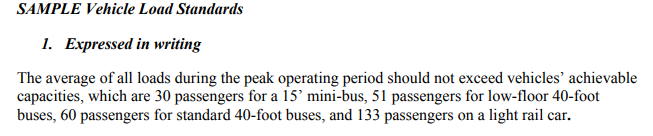 SAMPLE Vehicle Load Standards
1. Expressed in writing
The average of all loads during the peak operating period should not exceed vehicles’ achievable
capacities, which are 30 passengers for a 15’ mini-bus, 51 passengers for low-floor 40-foot
buses, 60 passengers for standard 40-foot buses, and 133 passengers on a light rail car.